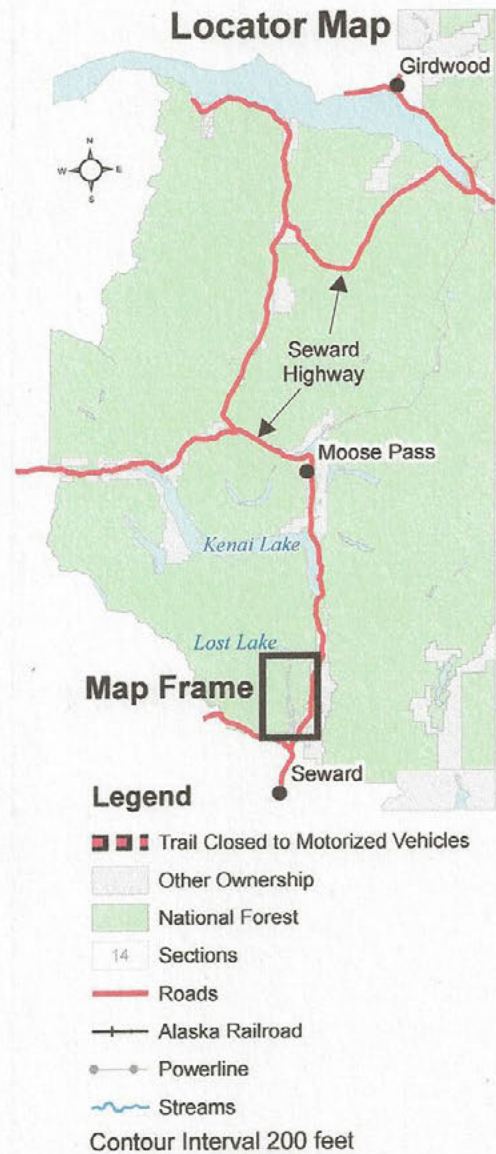 Locator Map
Girdwood
N
W E
S
Seward
Highway
Moose Pass
Kenai Lake
Lost Lake
Map Frame
Seward
Legend
Trail Closed to Motorized Vehicles
Other Ownership
National Forest
14 Sections
Roads
Alaska Railroad
Powerline
Streams
Contour Interval 200 feet